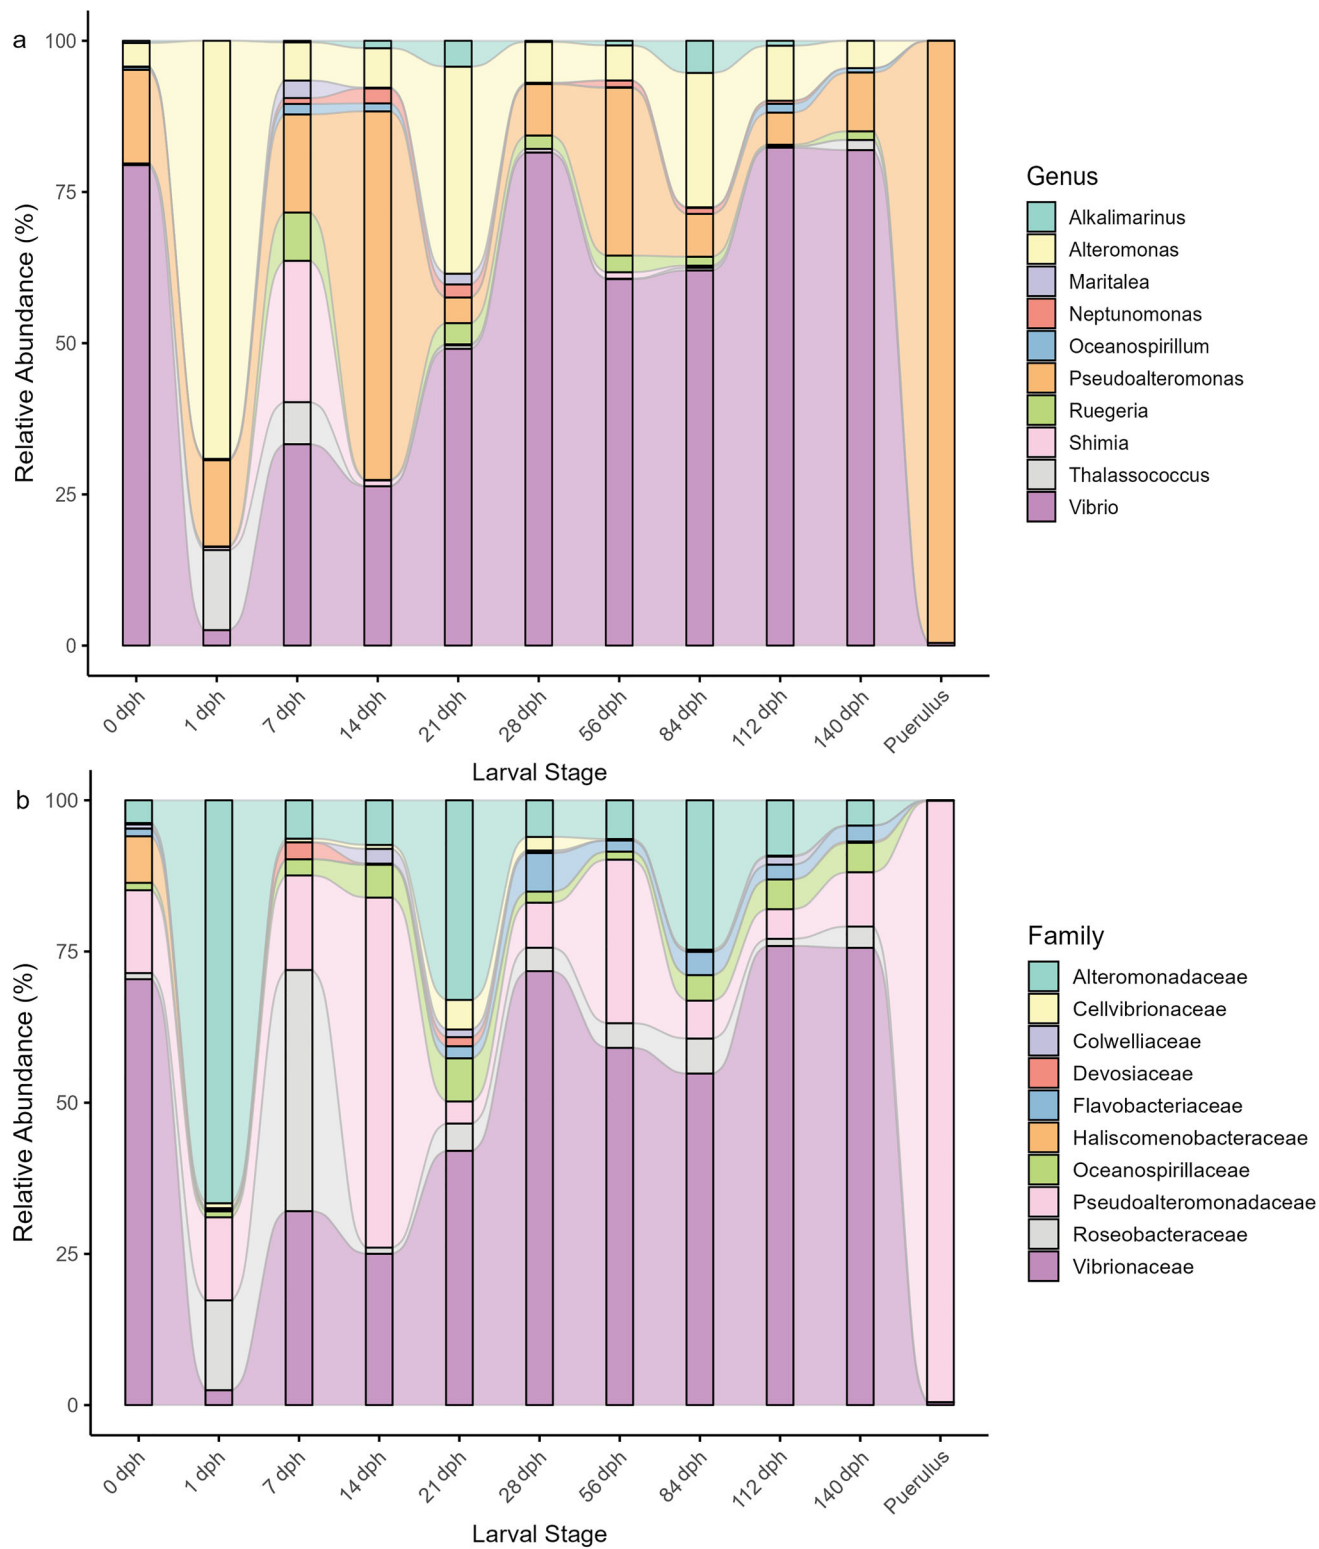 a
100
75
50
25
0
Relative Abundance (%)
0 dph
1 dph
7 dph
14 dph
21 dph
28 dph
56 dph
84 dph
112 dph
140 dph
Puerulus
Larval Stage
Genus
Alkalimarinus
Alteromonas
Maritalea
Neptunomonas
Oceanospirillum
Pseudoalteromonas
Ruegeria
Shimia
Thalassococcus
Vibrio
b
100
75
50
25
0
Relative Abundance (%)
0 dph
1 dph
7 dph
14 dph
21 dph
28 dph
56 dph
84 dph
112 dph
140 dph
Puerulus
Larval Stage
Family
Alteromonadaceae
Cellvibrionaceae
Colwelliaceae
Devosiaceae
Flavobacteriaceae
Haliscomenobacteraceae
Oceanospirillaceae
Pseudoalteromonadaceae
Roseobacteraceae
Vibrionaceae